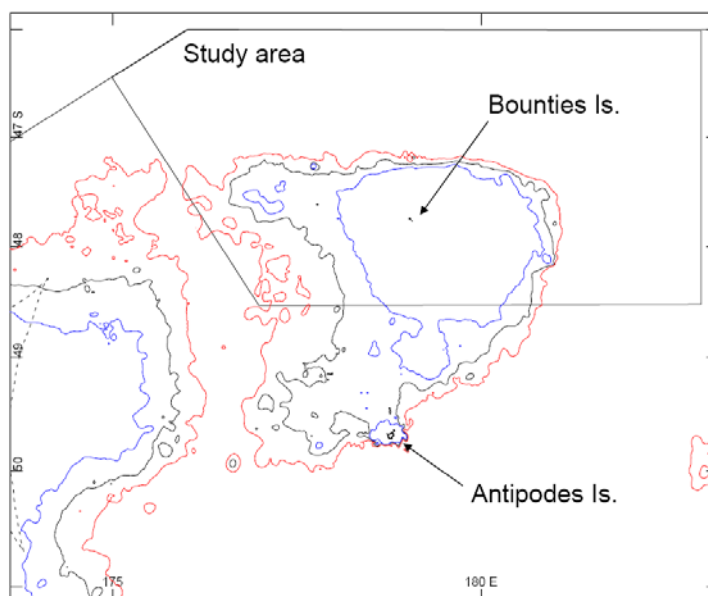 Study area
Bounties Is.
47 S
48
49
50
Antipodes Is.
175
180 E